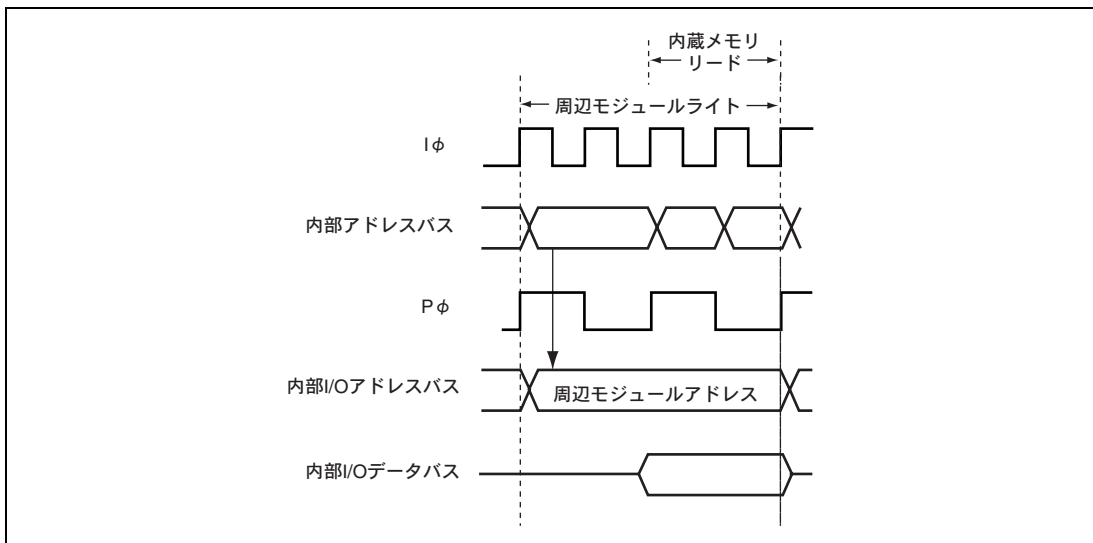 内蔵メモリ
リード
周辺モジュールライト
Iφ
内部アドレスバス
Pφ
内部I/Oアドレスバス
周辺モジュールアドレス
内部I/Oデータバス